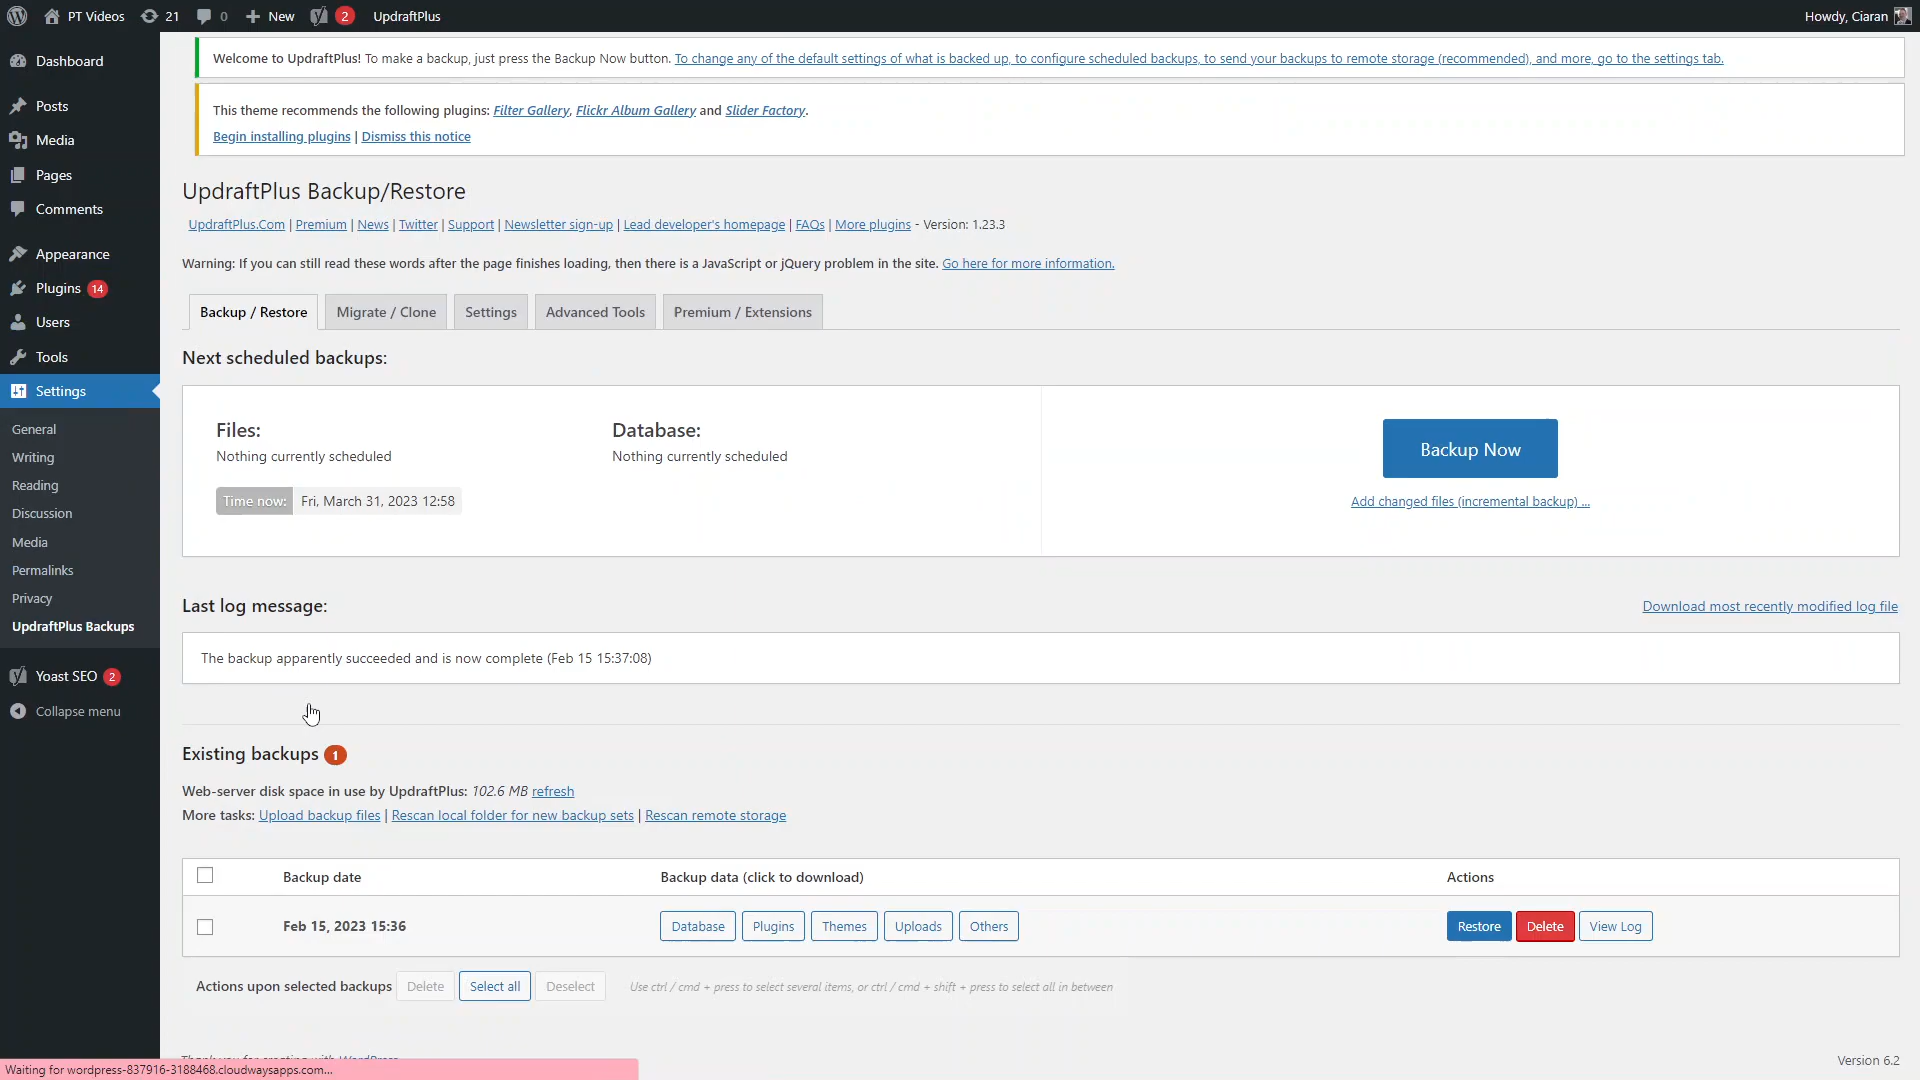 PT Videos 21 0 New 2 UpdraftPlus Howdy, Ciaran
Dashboard
Posts
Media
Pages
Comments
Appearance
Plugins 14
Users
Tools
Settings
General
Writing
Reading
Discussion
Media
Permalinks
Privacy
UpdraftPlus Backups
Yoast SEO 2
Collapse menu
Welcome to UpdraftPlus! To make a backup, just press the Backup Now button. To change any of the default settings of what is backed up, to configure scheduled backups, to send your backups to remote storage (recommended), and more, go to the settings tab.
This theme recommends the following plugins: Filter Gallery, Flickr Album Gallery and Slider Factory.
Begin installing plugins | Dismiss this notice
UpdraftPlus Backup/Restore
UpdraftPlus.Com | Premium | News | Twitter | Support | Newsletter sign-up | Lead developer's homepage | FAQs | More plugins - Version: 1.23.3
Warning: If you can still read these words after the page finishes loading, then there is a JavaScript or jQuery problem in the site. Go here for more information.
Backup / Restore Migrate / Clone Settings Advanced Tools Premium / Extensions
Next scheduled backups:
Files: Database:
Nothing currently scheduled Nothing currently scheduled
Time now: Fri, March 31, 2023 12:58
Backup Now
Add changed files (incremental backup) ...
Last log message: Download most recently modified log file
The backup apparently succeeded and is now complete (Feb 15 15:37:08)
Existing backups 1
Web-server disk space in use by UpdraftPlus: 102.6 MB refresh
More tasks: Upload backup files | Rescan local folder for new backup sets | Rescan remote storage
Backup date Backup data (click to download) Actions
Feb 15, 2023 15:36 Database Plugins Themes Uploads Others Restore Delete View Log
Actions upon selected backups Delete Select all Deselect Use ctrl / cmd + press to select several items, or ctrl / cmd + shift + press to select all in between
Thank you for creating with WordPress Version 6.2
Waiting for wordpress-837916-3188468.cloudwaysapps.com...